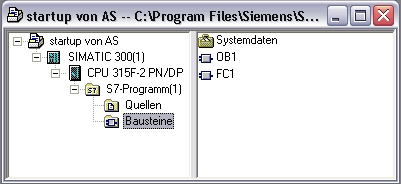 startup von AS -- C:\Program Files\Siemens\S...
startup von AS
SIMATIC 300(1)
CPU 315F-2 PN/DP
S7-Programm(1)
Quellen
Bausteine
Systemdaten
OB1
FC1